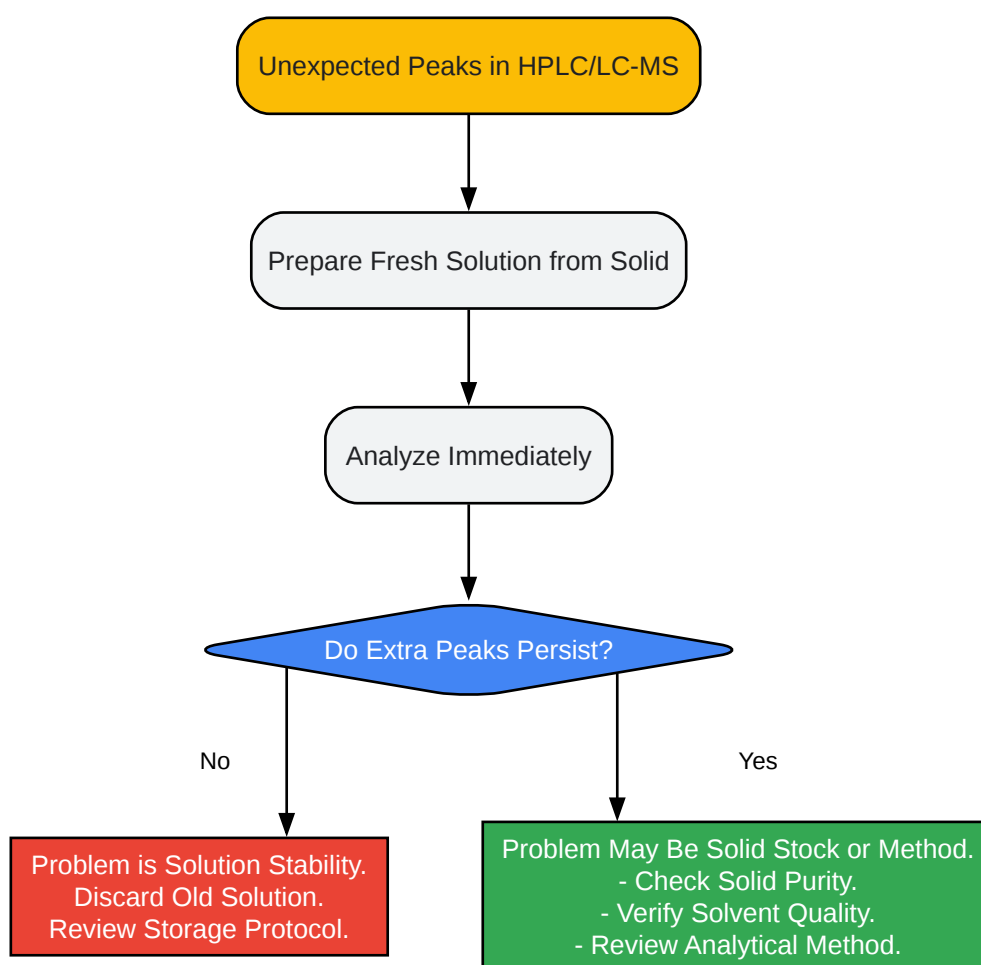 Unexpected Peaks in HPLC/LC-MS
Prepare Fresh Solution from Solid
Analyze Immediately
Do Extra Peaks Persist?
No
Yes
Problem is Solution Stability.
Discard Old Solution.
Review Storage Protocol.
Problem May Be Solid Stock or Method.
- Check Solid Purity.
- Verify Solvent Quality.
- Review Analytical Method.